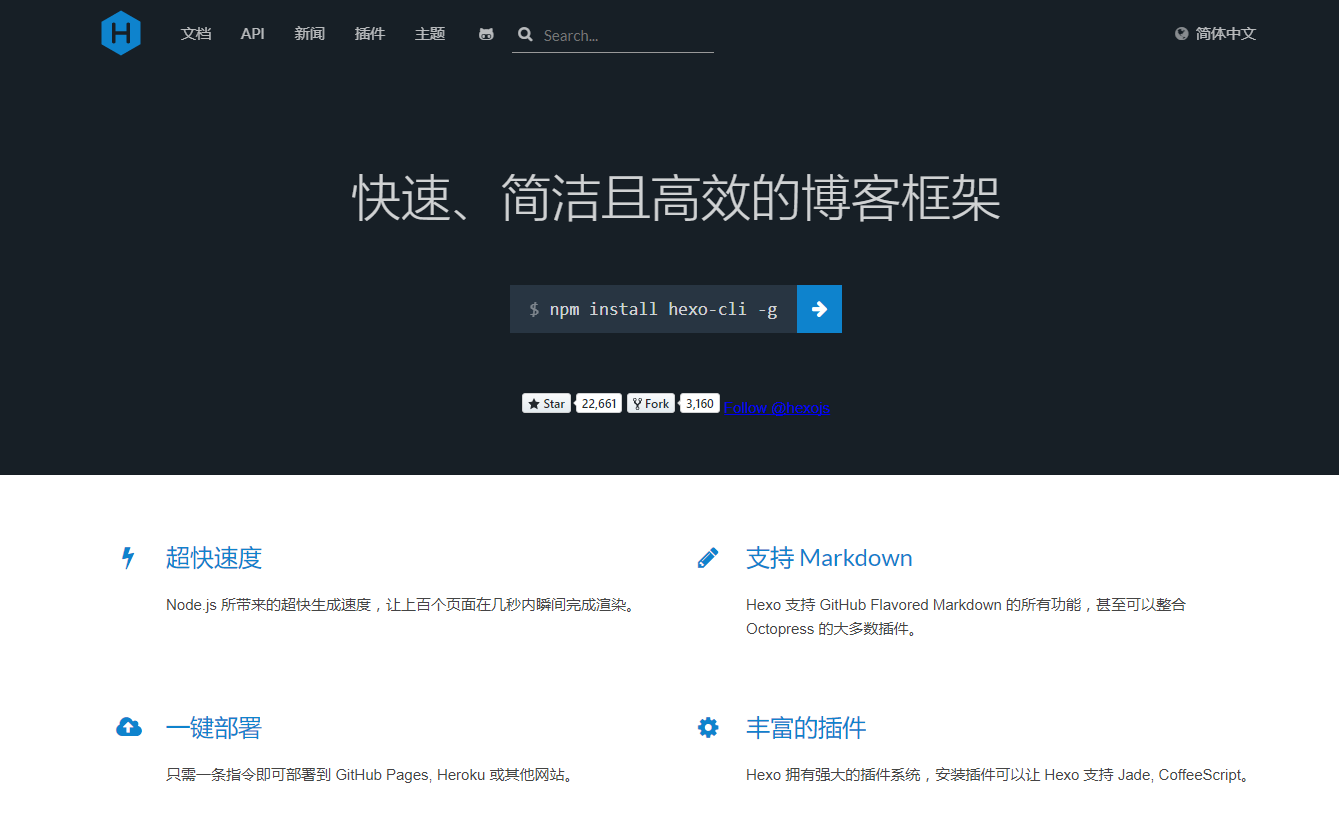 H 文档 API 新闻 插件 主题 Search... 简体中文
快速、简洁且高效的博客框架
$ npm install hexo-cli -g
Star 22,661 Fork 3,160 Follow @hexojs
超快速度 支持 Markdown
Node.js 所带来的超快生成速度，让上百个页面在几秒内瞬间完成渲染。
Hexo 支持 GitHub Flavored Markdown 的所有功能，甚至可以整合
Octopress 的大多数插件。
一键部署 丰富的插件
只需一条指令即可部署到 GitHub Pages, Heroku 或其他网站。
Hexo 拥有强大的插件系统，安装插件可以让 Hexo 支持 Jade, CoffeeScript。